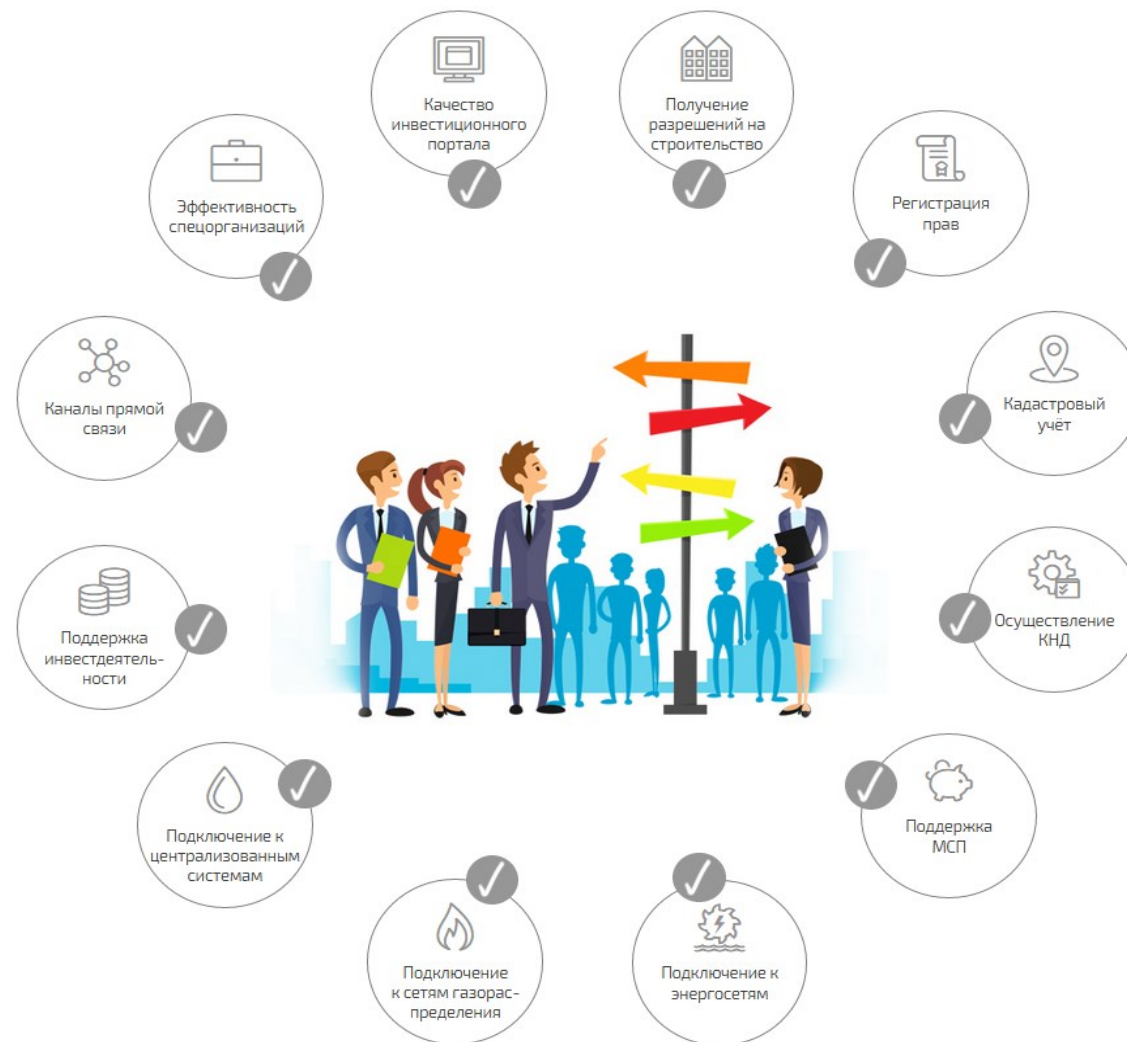 Качество
инвестиционного
портала
Получение
разрешений на
строительство
Регистрация
прав
Кадастровый
учёт
Осуществление
КНД
Поддержка
МСП
Подключение к
энергосетям
Подключение
к сетям газорас-
пределения
Подключение к
централизованным
системам
Поддержка
инвестдеятель-
ности
Каналы прямой
связи
Эффективность
спецорганизаций